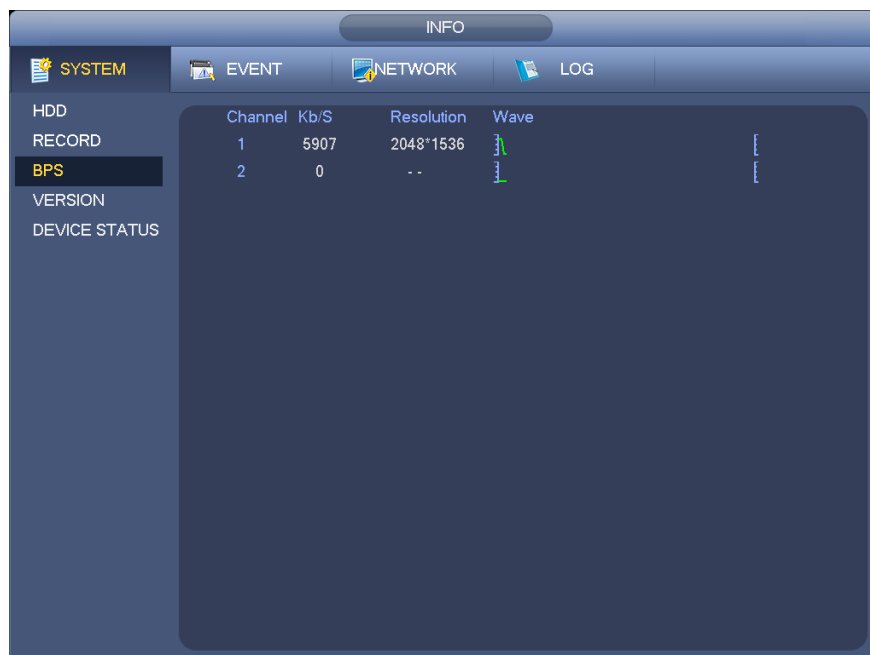 INFO
SYSTEM EVENT NETWORK LOG
HDD
RECORD
BPS
VERSION
DEVICE STATUS
Channel Kb/S Resolution Wave
1 5907 2048*1536
2 0 - -